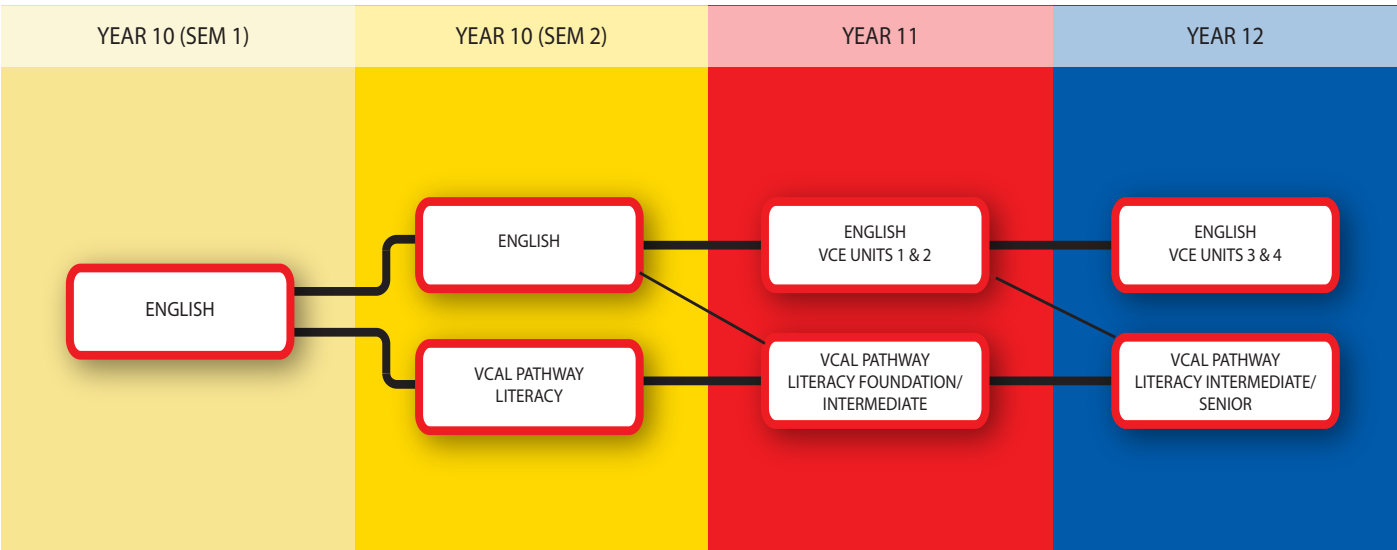 YEAR 10 (SEM 1)
YEAR 10 (SEM 2)
YEAR 11
YEAR 12
ENGLISH
ENGLISH
VCAL PATHWAY
LITERACY
ENGLISH
VCE UNITS 1 & 2
VCAL PATHWAY
LITERACY FOUNDATION/
INTERMEDIATE
ENGLISH
VCE UNITS 3 & 4
VCAL PATHWAY
LITERACY INTERMEDIATE/
SENIOR